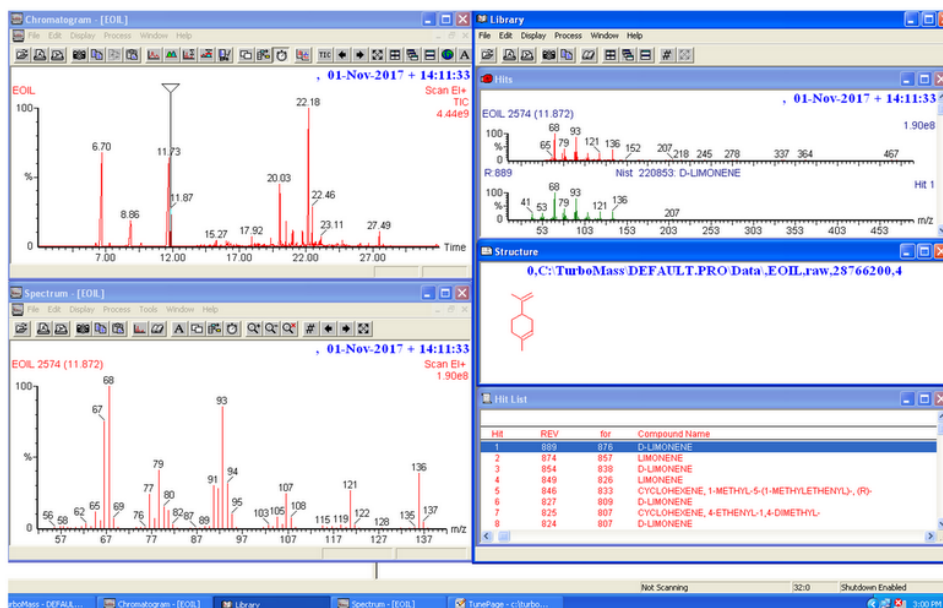 Chromatogram - [EOIL]
File Edit Display Process Window Help
TIC
, 01-Nov-2017 + 14:11:33
EOIL
Scan EI+
TIC
4.44e9
100
%
0
6.70
8.86
11.73
11.87
15.27
17.92
20.03
22.18
22.46
23.11
27.49
Time
7.00 12.00 17.00 22.00 27.00
Spectrum - [EOIL]
File Edit Display Process Tools Window Help
, 01-Nov-2017 + 14:11:33
EOIL 2574 (11.872)
Scan EI+
1.90e8
100
%
0
56 58 62 65 67 68 69 76 77 79 80 82 87 89 91 93 94 95 103 105 107 108 115 119 121 122 128 135 136 137
57 67 77 87 97 107 117 127 137
m/z
Library
File Edit Display Process Window Help
Hits
, 01-Nov-2017 + 14:11:33
EOIL 2574 (11.872)
1.90e8
100
%
0
65 68 79 93 121 136 152 207 218 245 278 337 364 467
R:889 Nist 220853: D-LIMONENE Hit 1
100
%
0
41 53 68 79 93 121 136 207
53 103 153 203 253 303 353 403 453
m/z
Structure
0,C:\TurboMass\DEFAULT.PRO\Data\,EOIL,raw,28766200,4
Hit List
Hit REV for Compound Name
1 889 876 D-LIMONENE
2 874 857 LIMONENE
3 854 838 D-LIMONENE
4 849 826 LIMONENE
5 846 833 CYCLOHEXENE, 1-METHYL-5-(1-METHYLETHENYL)-, (R)-
6 827 809 D-LIMONENE
7 825 807 CYCLOHEXENE, 4-ETHENYL-1,4-DIMETHYL-
8 824 807 D-LIMONENE
Not Scanning 32:0 Shutdown Enabled
TurboMass - DEFAUL... Chromatogram - [EOIL] Library Spectrum - [EOIL] TunePage - c:\turbo... 3:00 PM